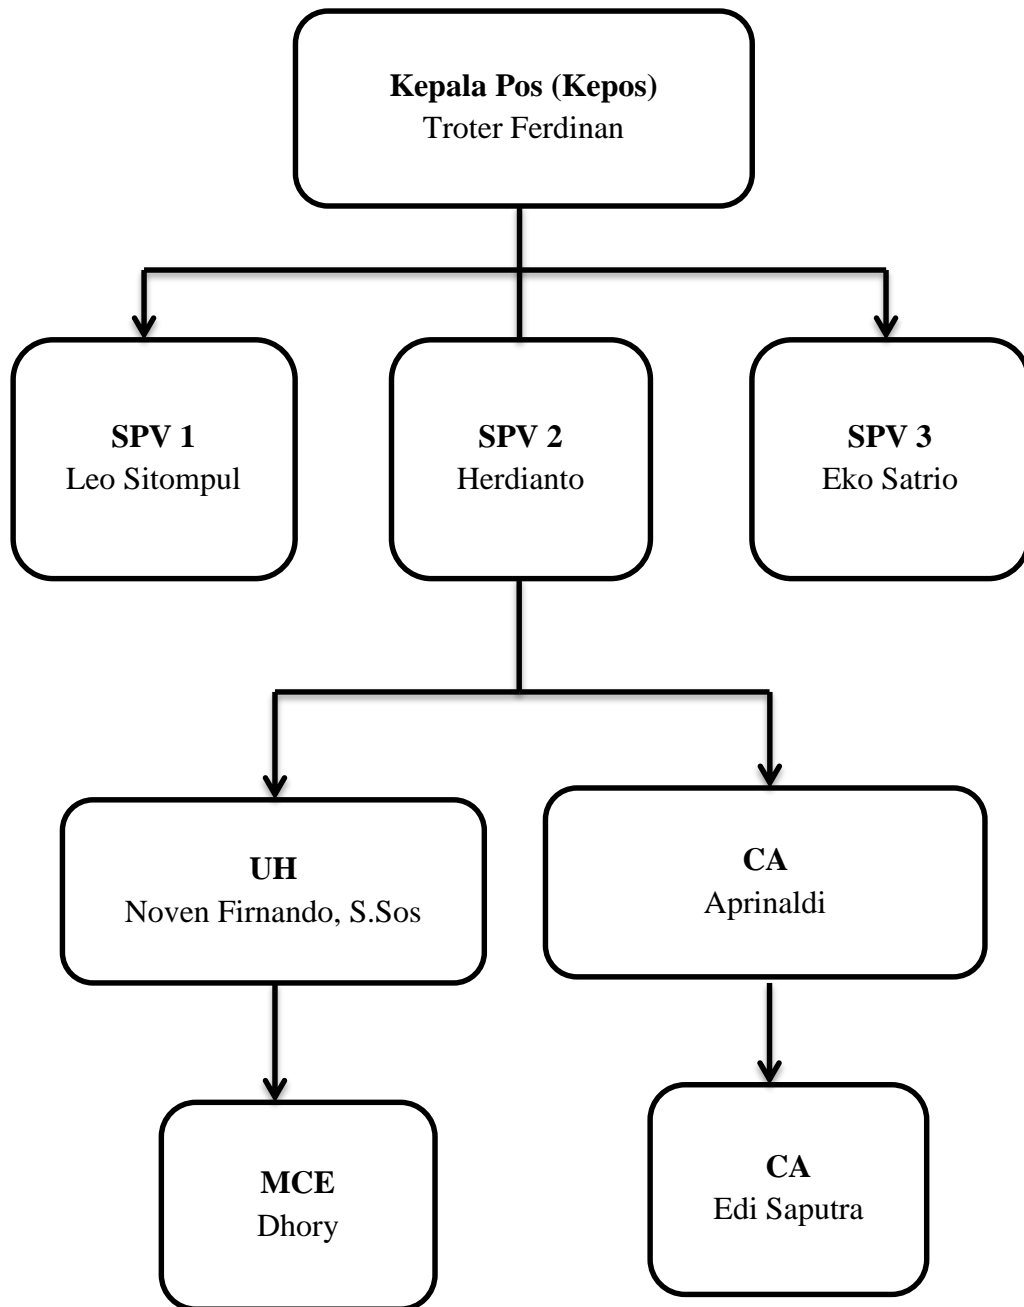 Kepala Pos (Kepos)
Troter Ferdinan
SPV 1
Leo Sitompul
SPV 2
Herdianto
SPV 3
Eko Satrio
UH
Noven Firnando, S.Sos
CA
Aprinaldi
MCE
Dhory
CA
Edi Saputra